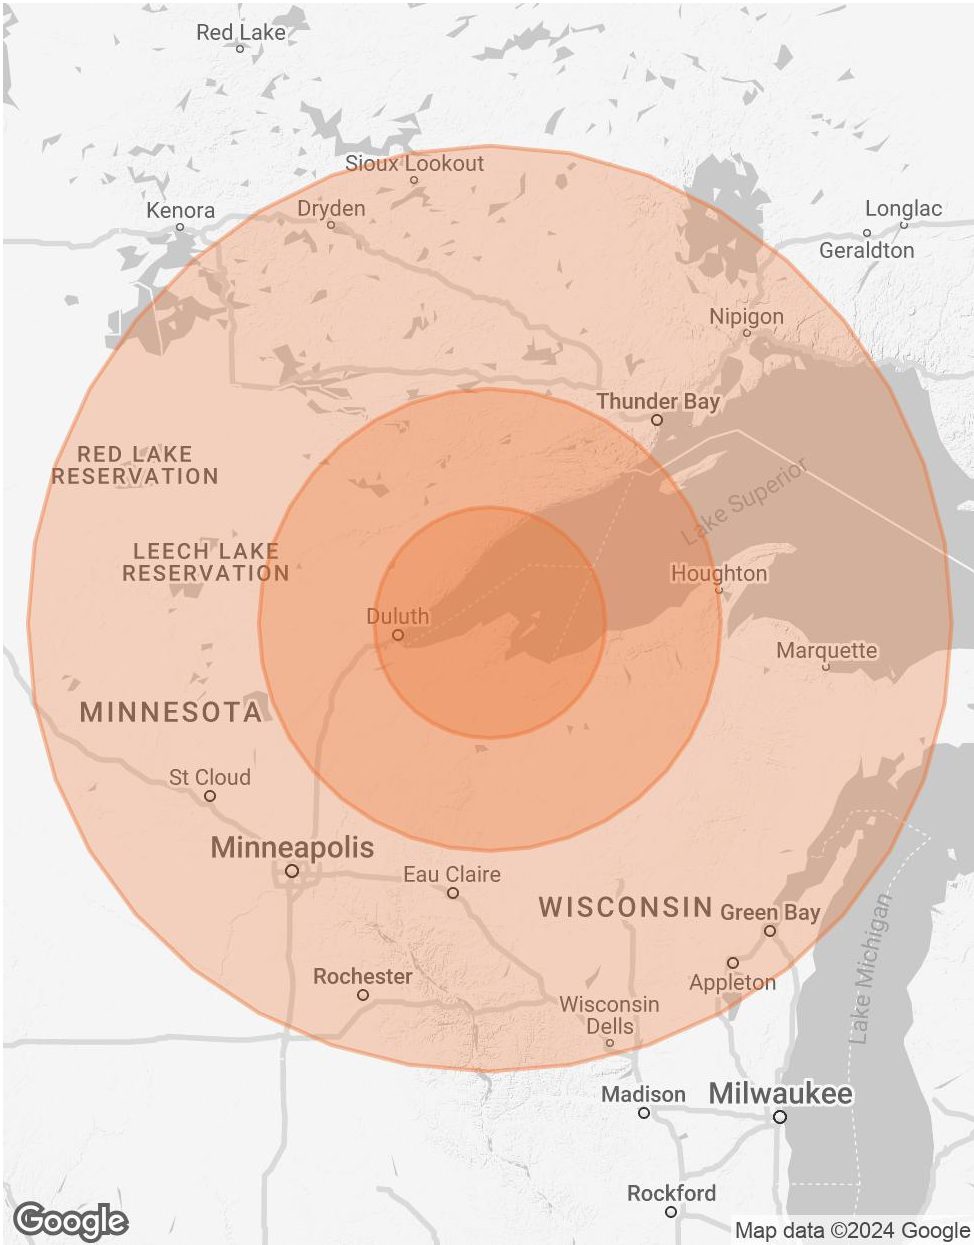 Red Lake
Sioux Lookout
Kenora
Dryden
Longlac
Geraldton
Nipigon
Thunder Bay
RED LAKE
RESERVATION
Lake Superior
LEECH LAKE
RESERVATION
Houghton
Duluth
Marquette
MINNESOTA
St Cloud
Minneapolis
Eau Claire
WISCONSIN
Green Bay
Lake Michigan
Rochester
Appleton
Wisconsin
Dells
Madison
Milwaukee
Rockford
Google
Map data ©2024 Google